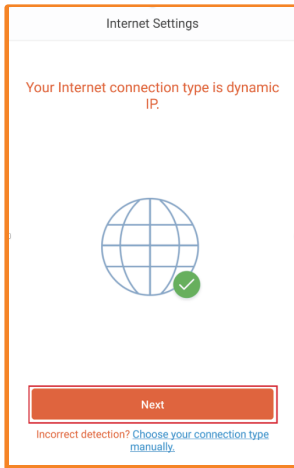 Internet Settings
Your Internet connection type is dynamic
IP.
Next
Incorrect detection? Choose your connection type
manually.